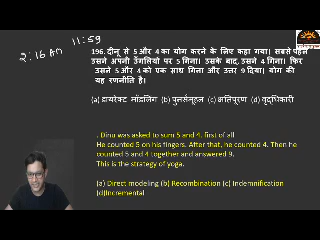 11:59
2:16 AM
196. दीनू से 5 और 4 का योग करने के लिए कहा गया। सबसे पहले
उसने अपनी उँगलियों पर 5 गिना। उसके बाद, उसने 4 गिना। फिर
उसने 5 और 4 को एक साथ गिना और उत्तर 9 दिया। योग की
यह रणनीति है।
(a) डायरेक्ट मॉडलिंग (b) पुनर्समूहन (c) क्षतिपूरण (d) वृद्धिकारी
. Dinu was asked to sum 5 and 4. first of all
He counted 5 on his fingers. After that, he counted 4. Then he
counted 5 and 4 together and answered 9.
This is the strategy of yoga.
(a) Direct modeling (b) Recombination (c) Indemnification
(d)Incremental